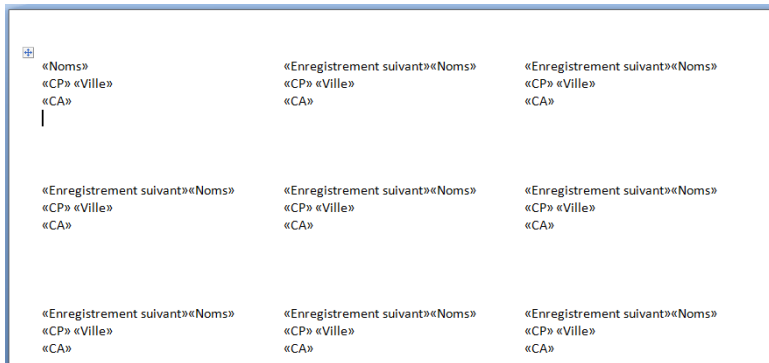 «Noms» «Enregistrement suivant»«Noms» «Enregistrement suivant»«Noms»
«CP» «Ville» «CP» «Ville» «CP» «Ville»
«CA» «CA» «CA»
«Enregistrement suivant»«Noms» «Enregistrement suivant»«Noms» «Enregistrement suivant»«Noms»
«CP» «Ville» «CP» «Ville» «CP» «Ville»
«CA» «CA» «CA»
«Enregistrement suivant»«Noms» «Enregistrement suivant»«Noms» «Enregistrement suivant»«Noms»
«CP» «Ville» «CP» «Ville» «CP» «Ville»
«CA» «CA» «CA»